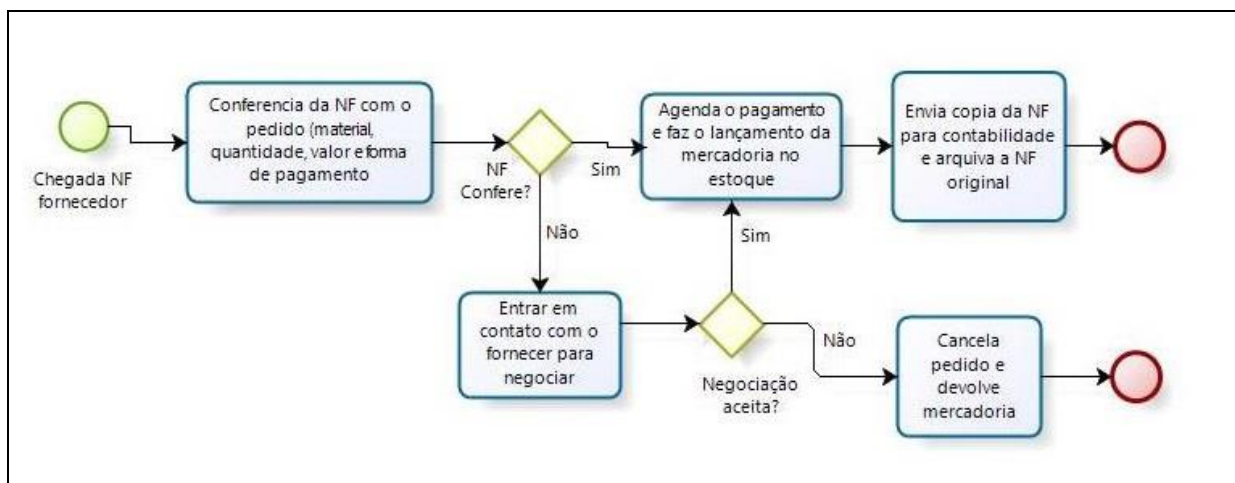 Chegada NF
fornecedor
Conferencia da NF com o
pedido (material,
quantidade, valor e forma
de pagamento
NF
Confere?
Sim
Agenda o pagamento
e faz o lançamento da
mercadoria no
estoque
Envia copia da NF
para contabilidade
e arquiva a NF
original
Não
Entrar em
contato com o
fornecer para
negociar
Negociação
aceita?
Sim
Não
Cancela
pedido e
devolve
mercadoria